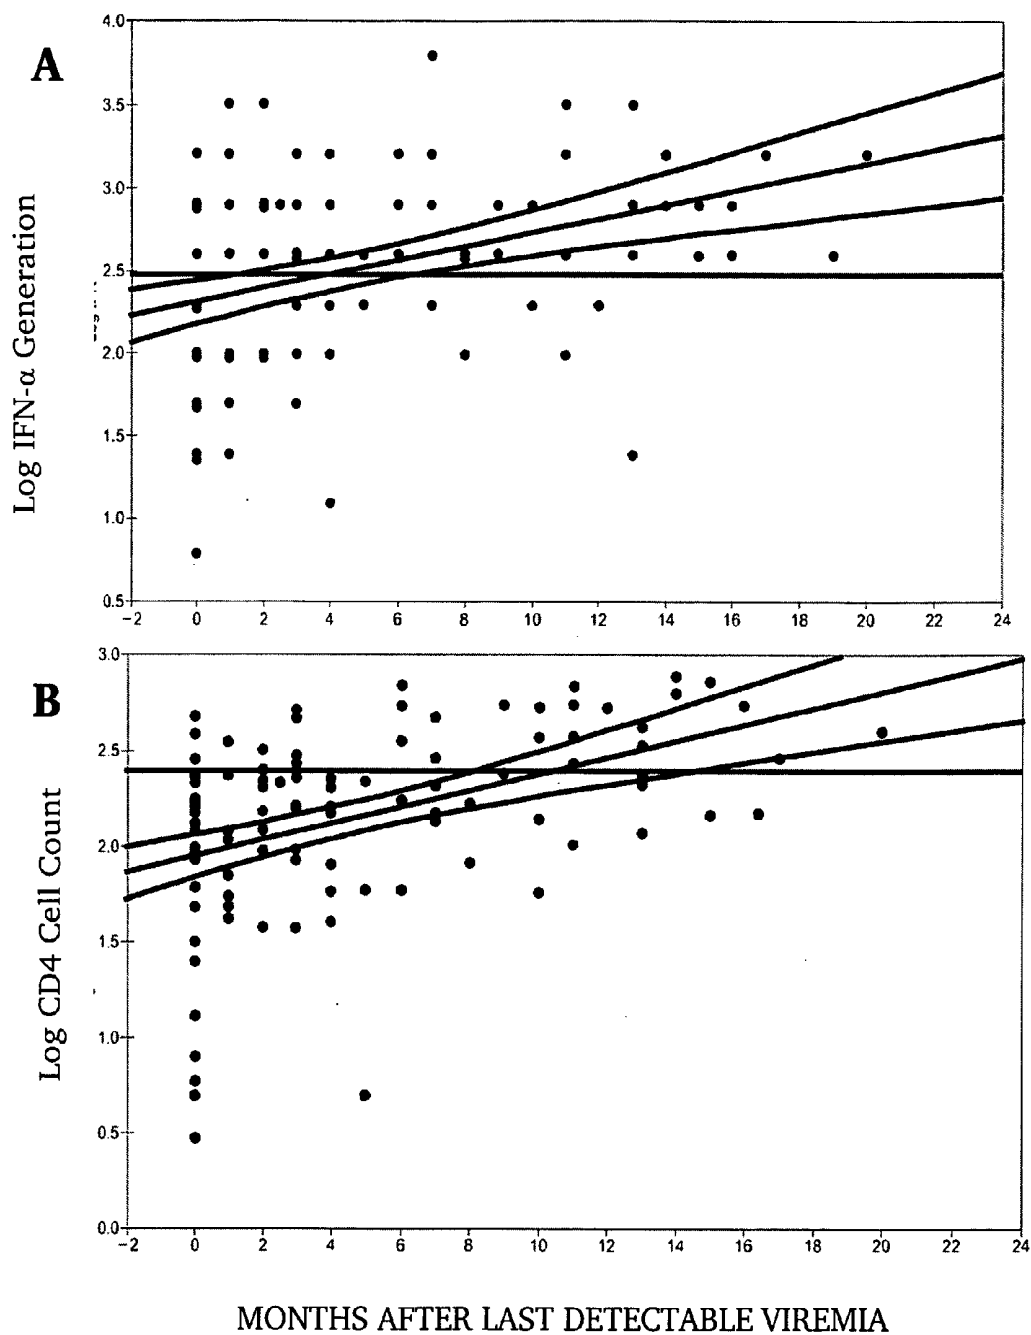 A
Log IFN-α Generation
4.0
3.5
3.0
2.5
2.0
1.5
1.0
0.5
−2 0 2 4 6 8 10 12 14 16 18 20 22 24
B
Log CD4 Cell Count
3.0
2.5
2.0
1.5
1.0
0.5
0.0
−2 0 2 4 6 8 10 12 14 16 20 22 24
MONTHS AFTER LAST DETECTABLE VIREMIA